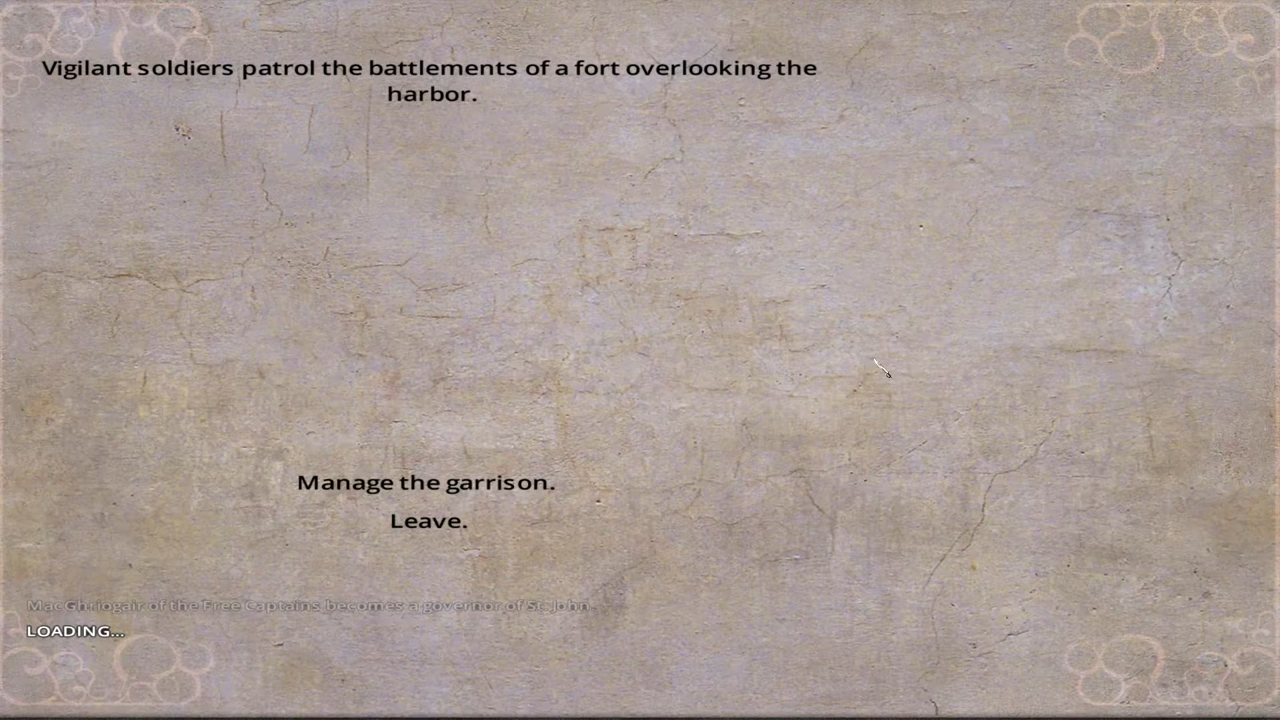 Vigilant soldiers patrol the battlements of a fort overlooking the
harbor.
Manage the garrison.
Leave.
MacGhriogair of the Free Captains becomes a governor of St. John.
LOADING...